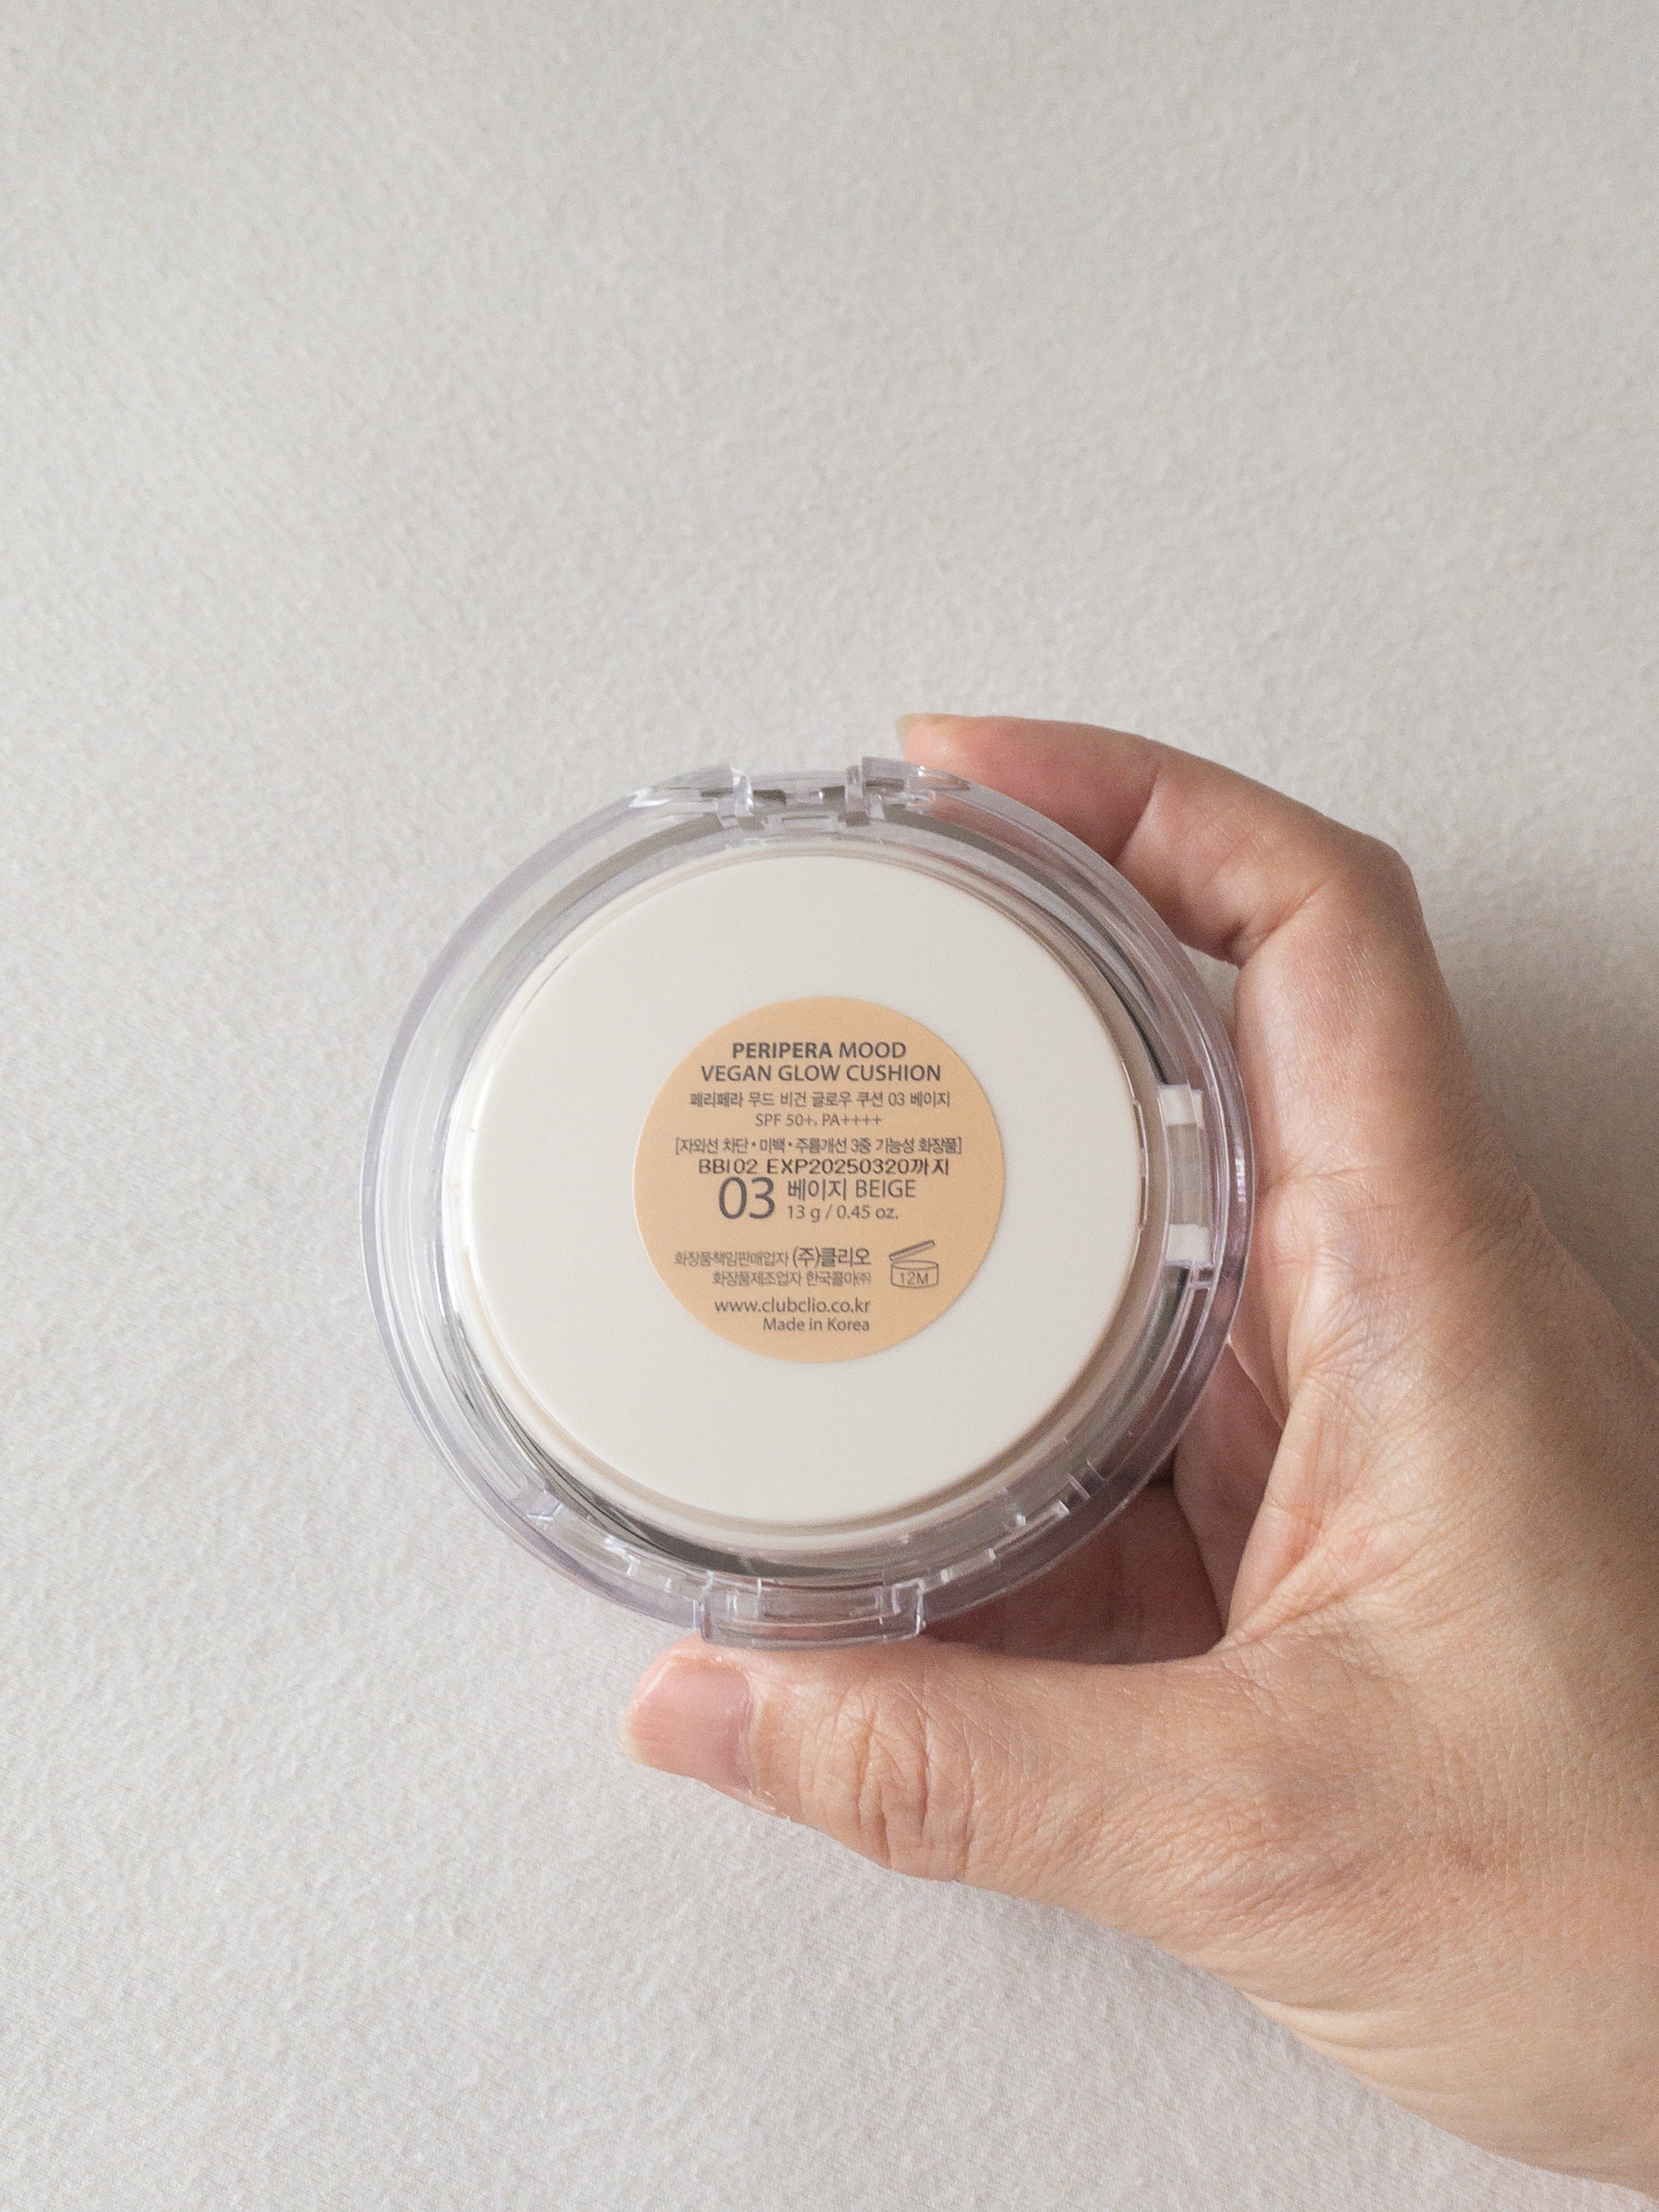 PERIPERA MOOD
VEGAN GLOW CUSHION
페리페라 무드 비건 글로우 쿠션 03 베이지
SPF 50+, PA++++
[자외선 차단 • 미백 • 주름개선 3중 기능성 화장품]
BBI02 EXP20250320까지
03 베이지 BEIGE
13 g / 0.45 oz.
화장품책임판매업자 (주)클리오
화장품제조업자 한국콜마㈜
12M
www.clubclio.co.kr
Made in Korea